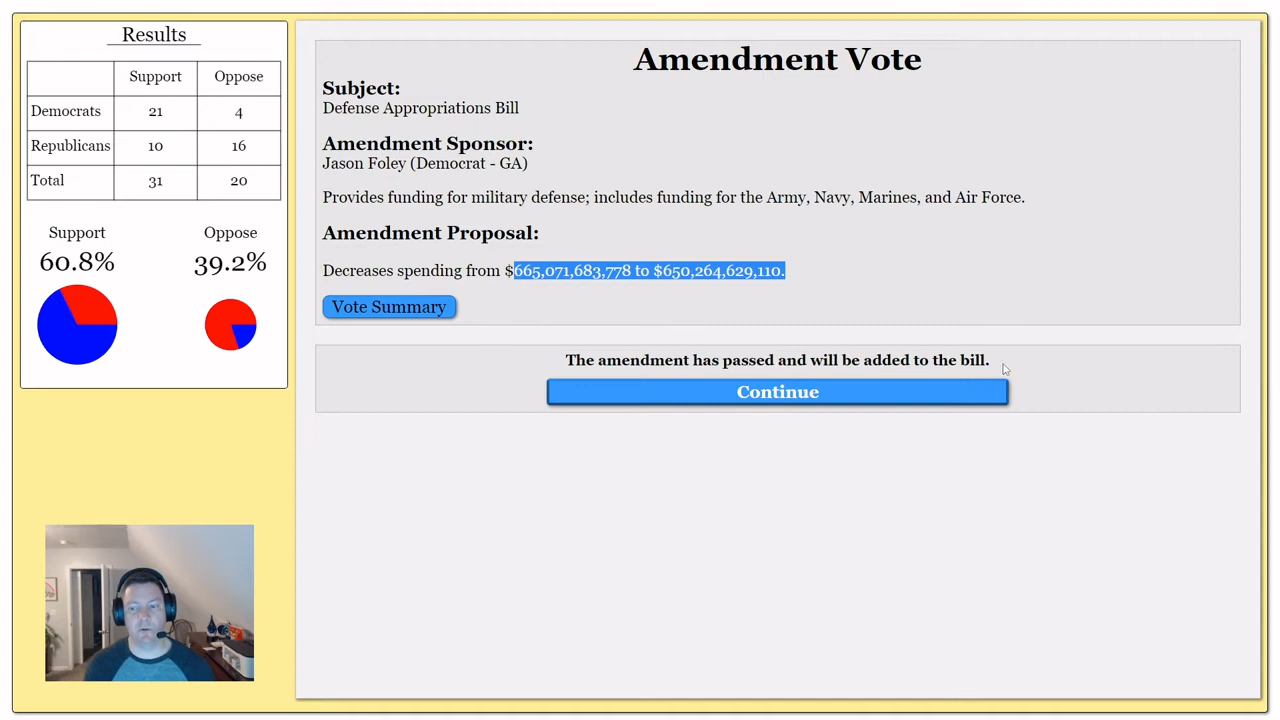 Results
Support Oppose
Democrats 21 4
Republicans 10 16
Total 31 20
Support Oppose
60.8% 39.2%
Amendment Vote
Subject:
Defense Appropriations Bill
Amendment Sponsor:
Jason Foley (Democrat - GA)
Provides funding for military defense; includes funding for the Army, Navy, Marines, and Air Force.
Amendment Proposal:
Decreases spending from $665,071,683,778 to $650,264,629,110.
Vote Summary
The amendment has passed and will be added to the bill.
Continue